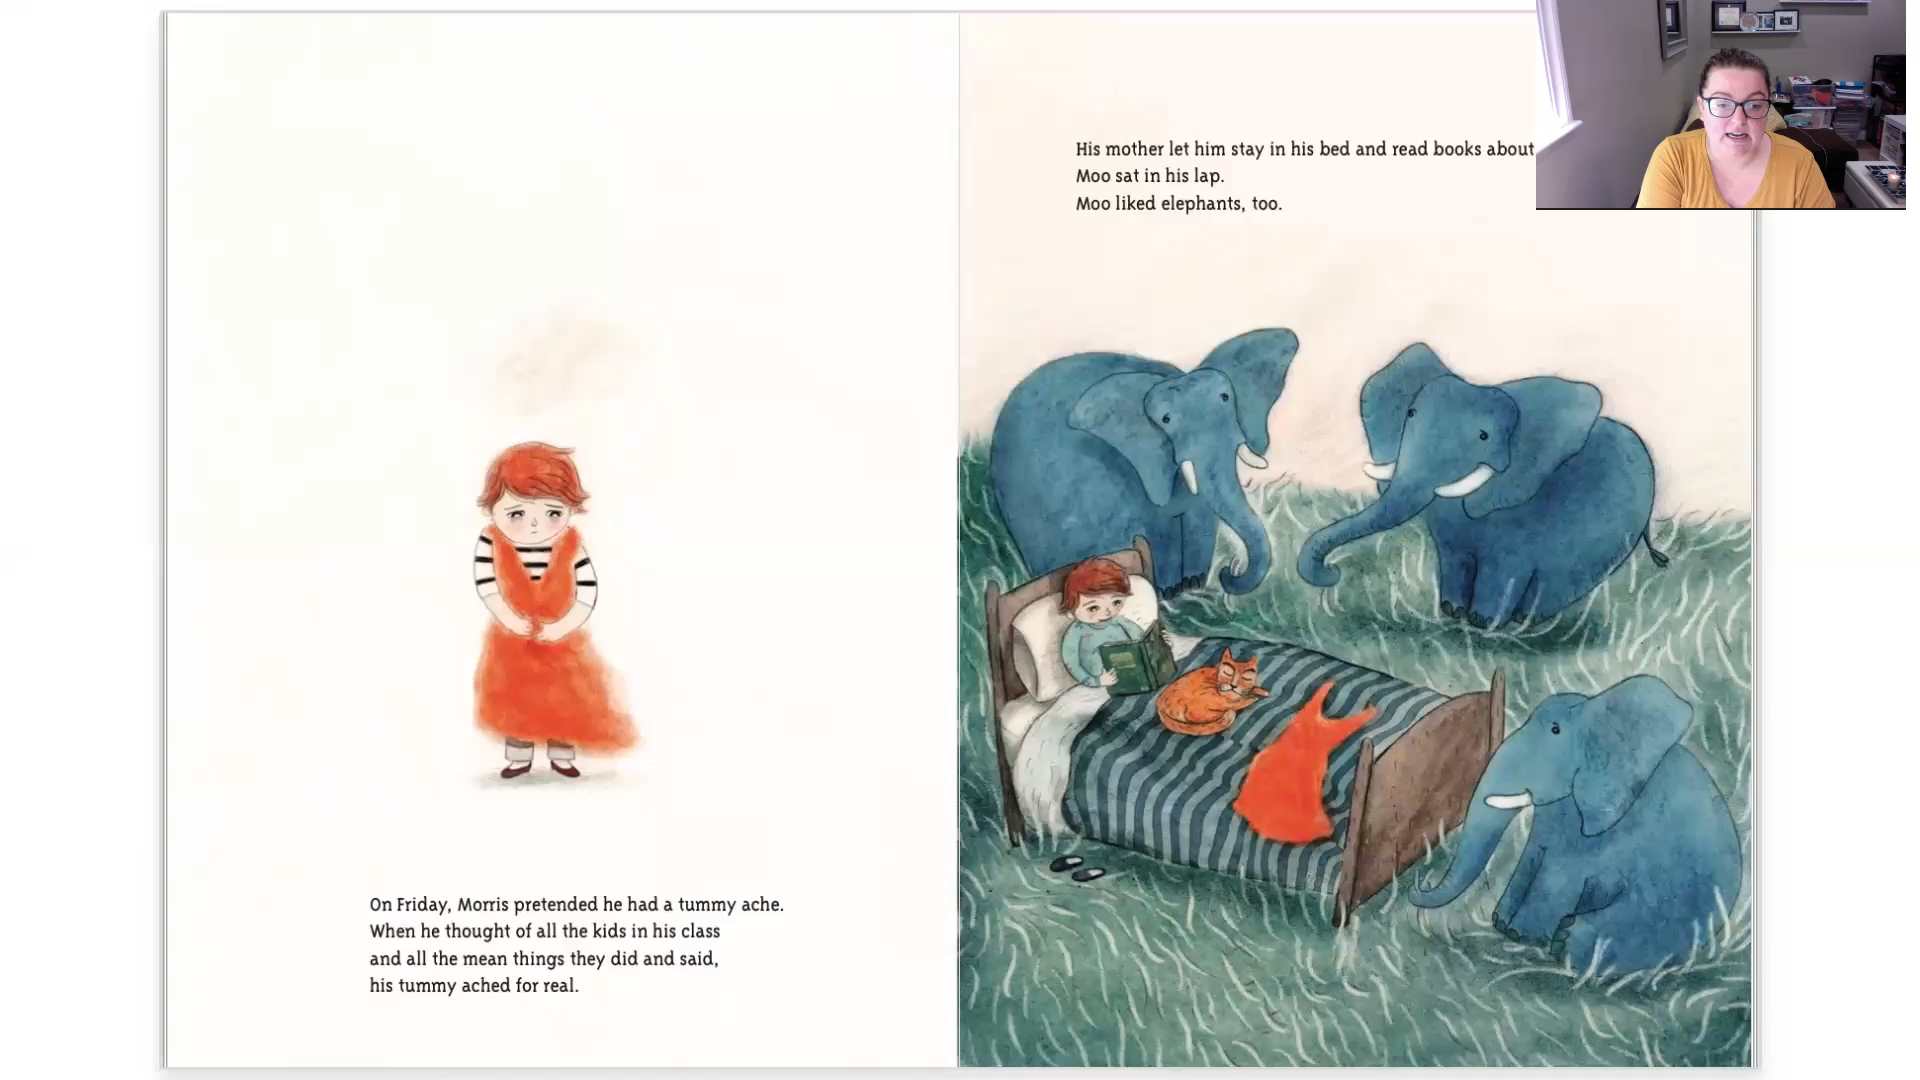 On Friday, Morris pretended he had a tummy ache.
When he thought of all the kids in his class
and all the mean things they did and said,
his tummy ached for real.
His mother let him stay in his bed and read books about
Moo sat in his lap.
Moo liked elephants, too.